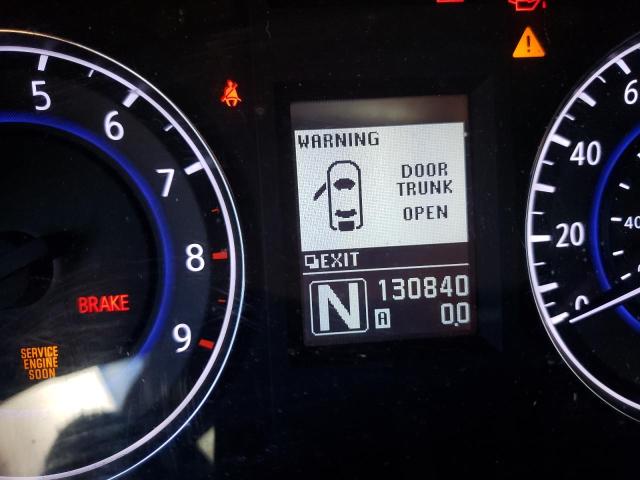 5
6
7
8
9
BRAKE
SERVICE
ENGINE
SOON
WARNING
DOOR
TRUNK
OPEN
EXIT
N
130840
A
0.0
6
40
20
0
40